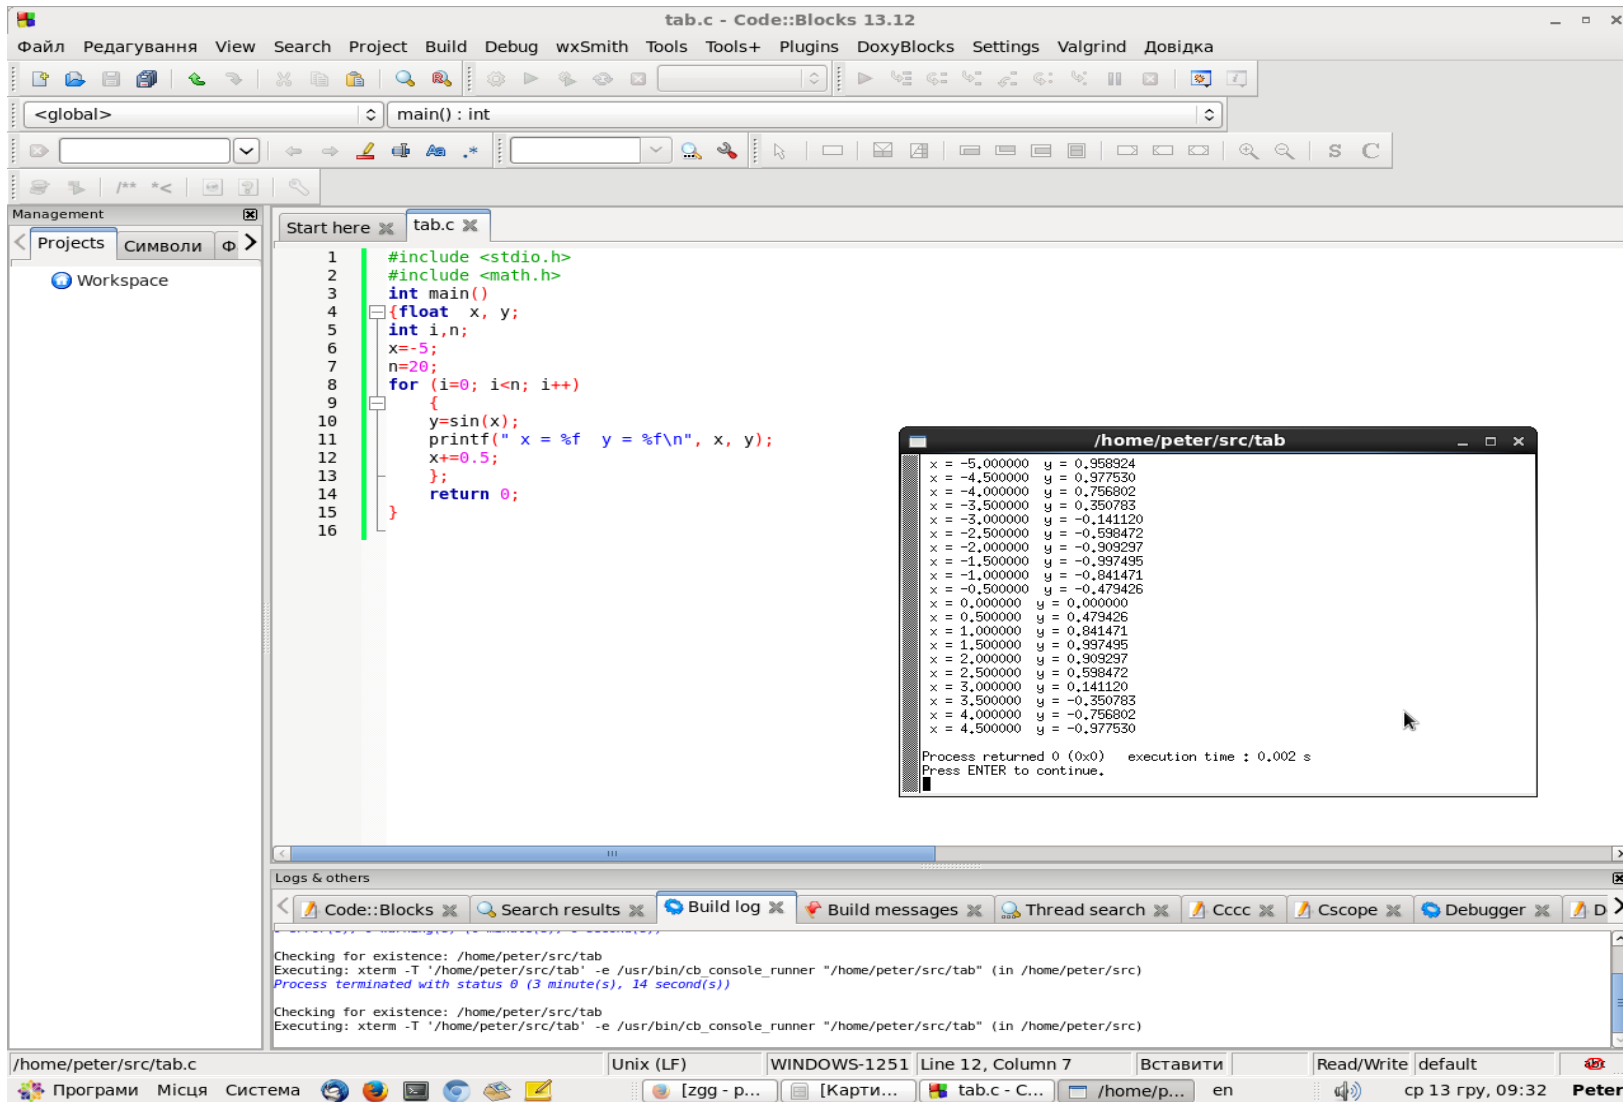 tab.c - Code::Blocks 13.12
Файл Редагування View Search Project Build Debug wxSmith Tools Tools+ Plugins DoxyBlocks Settings Valgrind Довідка
<global> main() : int
/** *< S C
Management
Projects Символи Ф
Workspace
Start here tab.c
1 #include <stdio.h>
2 #include <math.h>
3 int main()
4 {float  x, y;
5 int i,n;
6 x=-5;
7 n=20;
8 for (i=0; i<n; i++)
9 {
10 y=sin(x);
11 printf(" x = %f  y = %f\n", x, y);
12 x+=0.5;
13 };
14 return 0;
15 }
16
/home/peter/src/tab
x = -5.000000  y = 0.958924
x = -4.500000  y = 0.977530
x = -4.000000  y = 0.756802
x = -3.500000  y = 0.350783
x = -3.000000  y = -0.141120
x = -2.500000  y = -0.598472
x = -2.000000  y = -0.909297
x = -1.500000  y = -0.997495
x = -1.000000  y = -0.841471
x = -0.500000  y = -0.479426
x = 0.000000  y = 0.000000
x = 0.500000  y = 0.479426
x = 1.000000  y = 0.841471
x = 1.500000  y = 0.997495
x = 2.000000  y = 0.909297
x = 2.500000  y = 0.598472
x = 3.000000  y = 0.141120
x = 3.500000  y = -0.350783
x = 4.000000  y = -0.756802
x = 4.500000  y = -0.977530
Process returned 0 (0x0)   execution time : 0.002 s
Press ENTER to continue.
Logs & others
Code::Blocks Search results Build log Build messages Thread search Cccc Cscope Debugger D
Checking for existence: /home/peter/src/tab
Executing: xterm -T '/home/peter/src/tab' -e /usr/bin/cb_console_runner "/home/peter/src/tab" (in /home/peter/src)
Process terminated with status 0 (3 minute(s), 14 second(s))
Checking for existence: /home/peter/src/tab
Executing: xterm -T '/home/peter/src/tab' -e /usr/bin/cb_console_runner "/home/peter/src/tab" (in /home/peter/src)
/home/peter/src/tab.c Unix (LF) WINDOWS-1251 Line 12, Column 7 Вставити Read/Write default
Програми Місця Система [zgg - p... [Карти... tab.c - C... /home/p... en ср 13 гру, 09:32 Peter